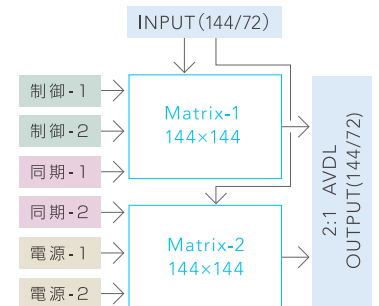 INPUT(144/72)
制御-1
制御-2
同期-1
同期-2
電源-1
電源-2
Matrix-1
144×144
Matrix-2
144×144
2:1 AVDL
OUTPUT(144/72)